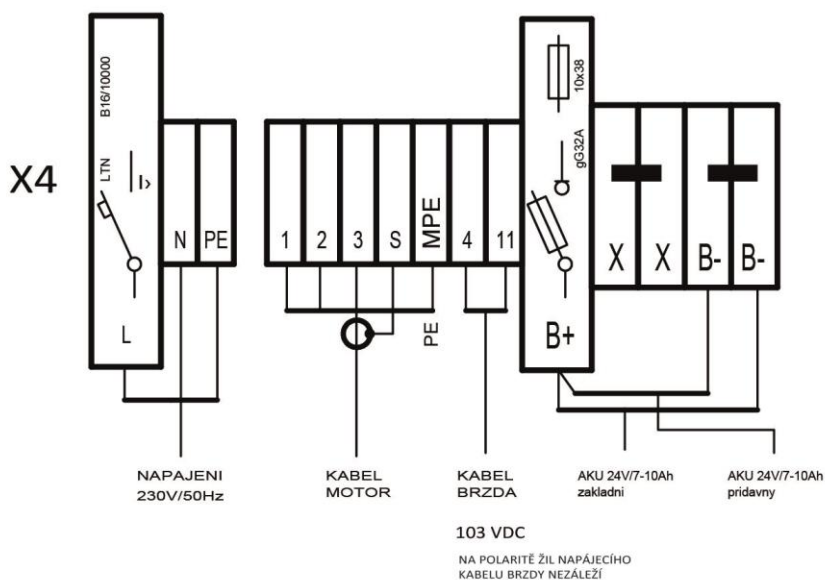 X4
B16/10000
LTN
I>
L
N
PE
1
2
3
S
MPE
4
11
PE
10x38
gG32A
B+
X
X
B-
B-
NAPAJENI
230V/50Hz
KABEL
MOTOR
KABEL
BRZDA
AKU 24V/7-10Ah
zakladni
AKU 24V/7-10Ah
pridavny
103 VDC
NA POLARITĚ ŽIL NAPÁJECÍHO
KABELU BRZDY NEZÁLEŽÍ